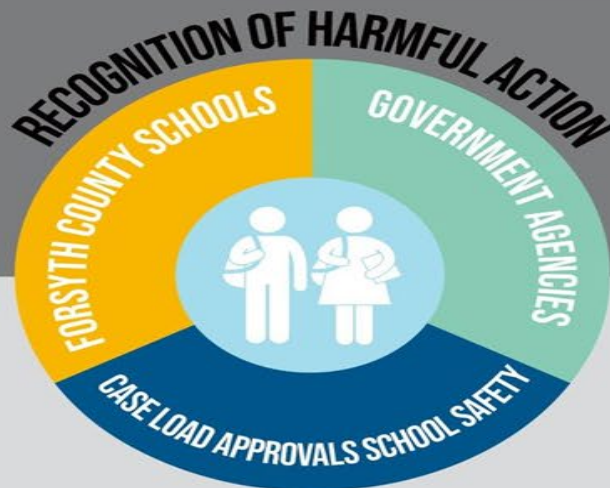 RECOGNITION OF HARMFUL ACTION
FORSYTH COUNTY SCHOOLS
GOVERNMENT AGENCIES
CASE LOAD APPROVALS SCHOOL SAFETY